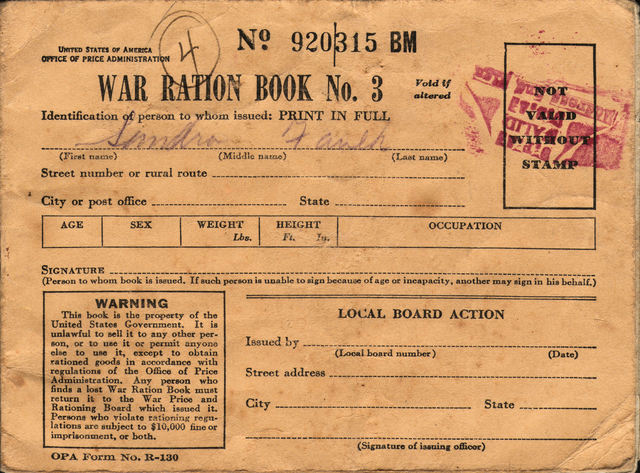 UNITED STATES OF AMERICA
OFFICE OF PRICE ADMINISTRATION
4
No 920315 BM
WAR RATION BOOK No. 3
Void if
altered
NOT
VALID
WITHOUT
STAMP
Identification of person to whom issued: PRINT IN FULL
(First name) (Middle name) (Last name)
Street number or rural route
City or post office State
AGE SEX WEIGHT HEIGHT OCCUPATION
Lbs. Ft. In.
SIGNATURE
(Person to whom book is issued. If such person is unable to sign because of age or incapacity, another may sign in his behalf.)
WARNING
This book is the property of the
United States Government. It is
unlawful to sell it to any other per-
son, or to use it or permit anyone
else to use it, except to obtain
rationed goods in accordance with
regulations of the Office of Price
Administration. Any person who
finds a lost War Ration Book must
return it to the War Price and
Rationing Board which issued it.
Persons who violate rationing regu-
lations are subject to $10,000 fine or
imprisonment, or both.
OPA Form No. R-130
LOCAL BOARD ACTION
Issued by
(Local board number) (Date)
Street address
City State
(Signature of issuing officer)